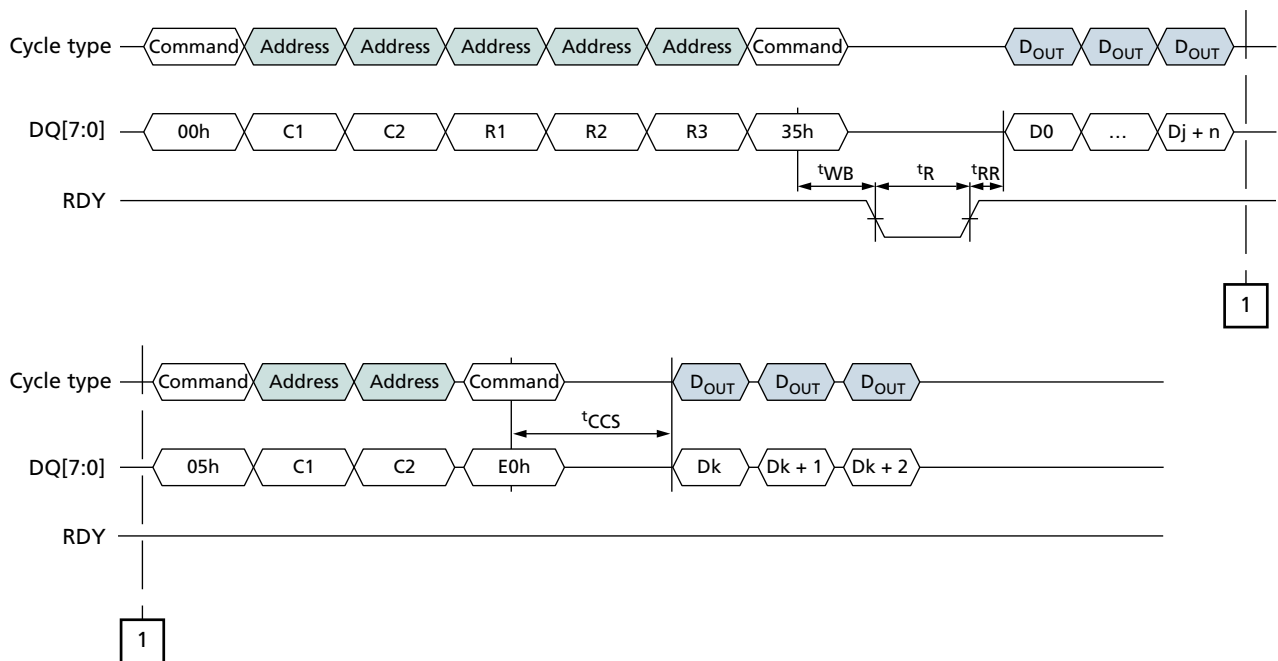 Cycle type Command Address Address Address Address Address Command DOUT DOUT DOUT
DQ[7:0] 00h C1 C2 R1 R2 R3 35h D0 … Dj + n
tWB tR tRR
RDY
1
Cycle type Command Address Address Command DOUT DOUT DOUT
tCCS
DQ[7:0] 05h C1 C2 E0h Dk Dk + 1 Dk + 2
RDY
1